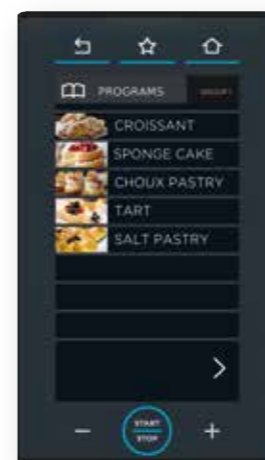 PROGRAMS
CROISSANT
SPONGE CAKE
CHOUX PASTRY
TART
SALT PASTRY
START
STOP